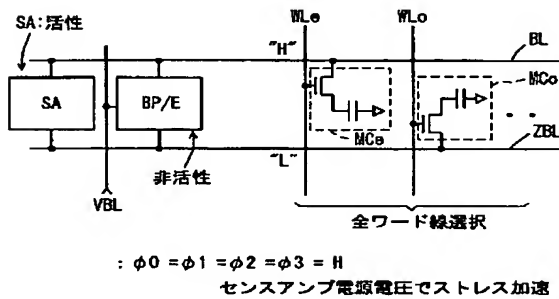 SA:活性
WLe
WLo
"H"
BL
MCo
SA
BP/E
MCe
ZBL
"L"
VBL
非活性
全ワード線選択
: φ0 =φ1 =φ2 =φ3 = H
センスアンプ電源電圧でストレス加速